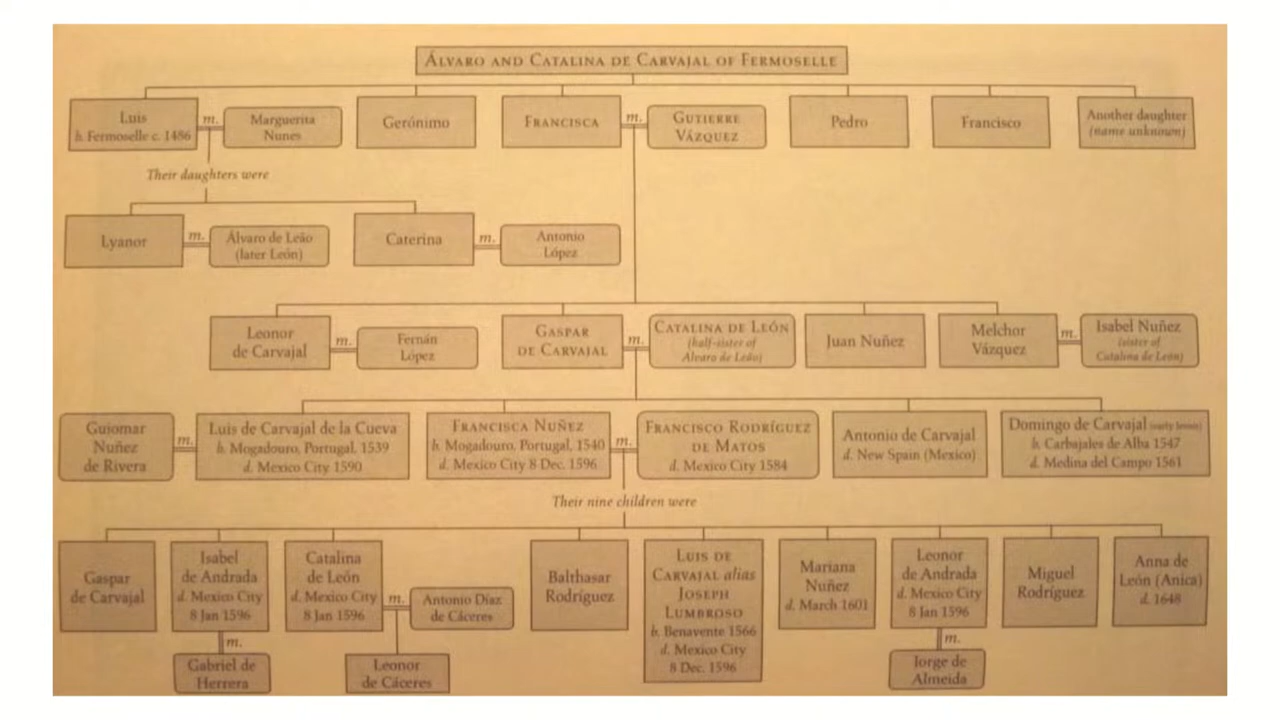 ÁLVARO AND CATALINA DE CARVAJAL OF FERMOSELLE
Luis
b. Fermoselle c. 1486
m.
Marguerita
Nunes
Gerónimo
FRANCISCA
m.
GUTIERRE
VÁZQUEZ
Pedro
Francisco
Another daughter
(name unknown)
Their daughters were
Lyanor
m.
Álvaro de Leão
(later León)
Caterina
m.
Antonio
López
Leonor
de Carvajal
m.
Fernán
López
GASPAR
DE CARVAJAL
m.
CATALINA DE LEÓN
(half-sister of
Álvaro de Leão)
Juan Nuñez
Melchor
Vázquez
m.
Isabel Nuñez
(sister of
Catalina de León)
Guiomar
Nuñez
de Rivera
m.
Luis de Carvajal de la Cueva
b. Mogadouro, Portugal, 1539
d. Mexico City 1590
FRANCISCA NUÑEZ
b. Mogadouro, Portugal, 1540
d. Mexico City 8 Dec. 1596
m.
FRANCISCO RODRÍGUEZ
DE MATOS
d. Mexico City 1584
Antonio de Carvajal
d. New Spain (Mexico)
Domingo de Carvajal
b. Carbajales de Alba 1547
d. Medina del Campo 1561
Their nine children were
Gaspar
de Carvajal
Isabel
de Andrada
d. Mexico City
8 Jan 1596
m.
Gabriel de
Herrera
Catalina
de León
d. Mexico City
8 Jan 1596
m.
Antonio Díaz
de Cáceres
Leonor
de Cáceres
Balthasar
Rodríguez
LUIS DE
CARVAJAL alias
JOSEPH
LUMBROSO
b. Benavente 1566
d. Mexico City
8 Dec. 1596
Mariana
Nuñez
d. March 1601
Leonor
de Andrada
d. Mexico City
8 Jan 1596
m.
Jorge de
Almeida
Miguel
Rodríguez
Anna de
León (Anica)
d. 1648